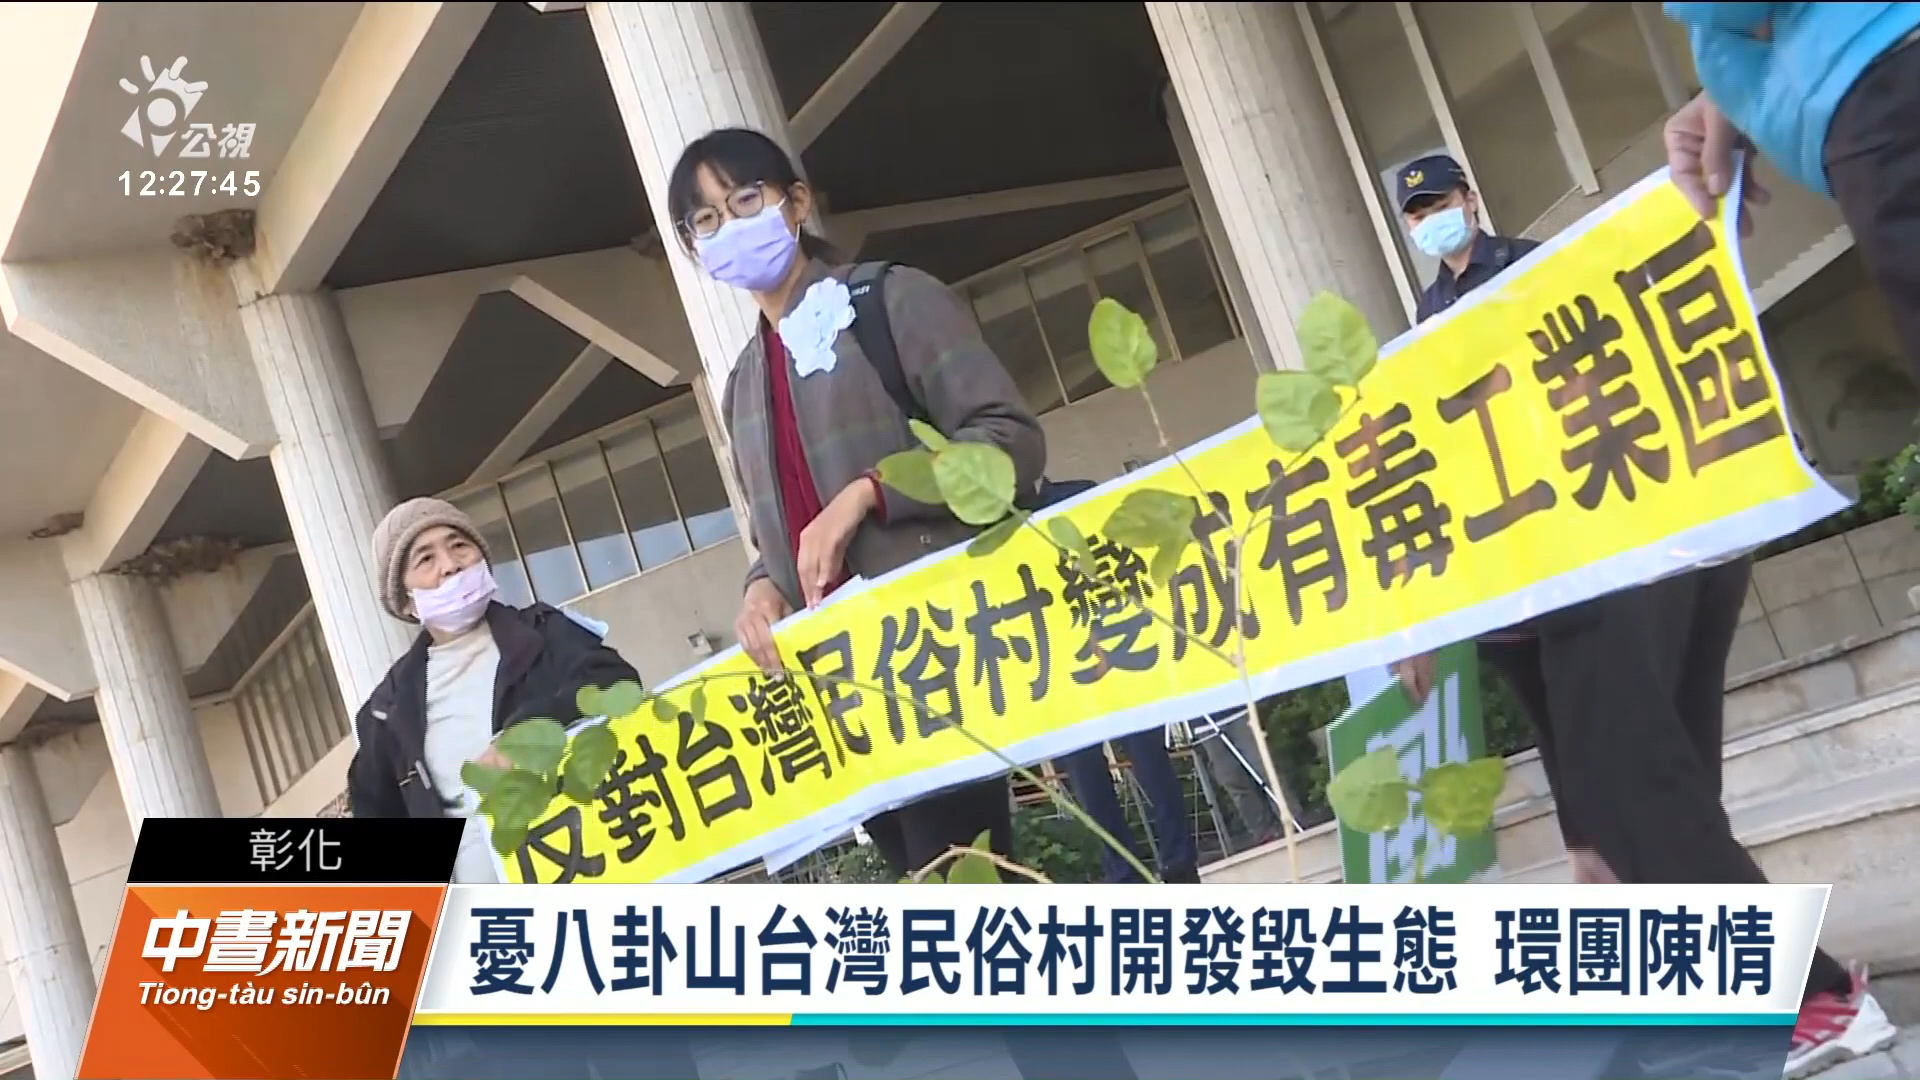 公視
12:27:45
反對台灣民俗村變成有毒工業區
彰化
中晝新聞
Tiong-tàu sin-bûn
憂八卦山台灣民俗村開發毀生態 環團陳情